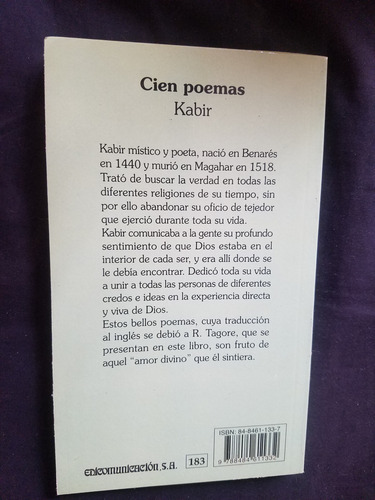 Cien poemas
Kabir
Kabir místico y poeta, nació en Benarés
en 1440 y murió en Magahar en 1518.
Trató de buscar la verdad en todas las
diferentes religiones de su tiempo, sin
por ello abandonar su oficio de tejedor
que ejerció durante toda su vida.
Kabir comunicaba a la gente su profundo
sentimiento de que Dios estaba en el
interior de cada ser, y era allí donde se
le debía encontrar. Dedicó toda su vida
a unir a todas las personas de diferentes
credos e ideas en la experiencia directa
y viva de Dios.
Estos bellos poemas, cuya traducción
al inglés se debió a R. Tagore, que se
presentan en este libro, son fruto de
aquel “amor divino” que él sintiera.
ISBN: 84-8461-133-7
9 788484 611332
EDICOMUNICACIÓN, S.A.
183